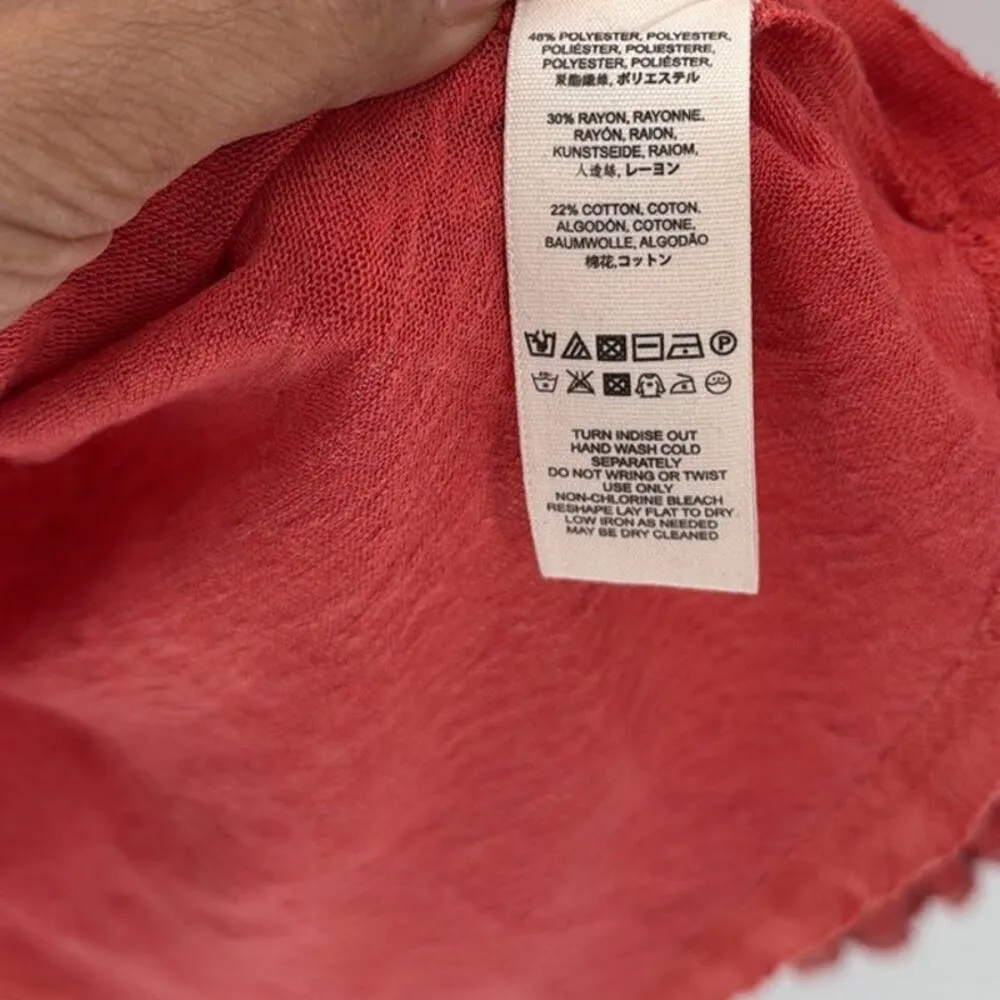 48% POLYESTER, POLYESTER,
POLIÉSTER, POLIESTERE,
POLYESTER, POLIÉSTER,
聚酯纖維, ポリエステル
30% RAYON, RAYONNE,
RAYÓN, RAION,
KUNSTSEIDE, RAIOM,
人造絲, レーヨン
22% COTTON, COTON,
ALGODÓN, COTONE,
BAUMWOLLE, ALGODÃO
棉花,コットン
P
TURN INDISE OUT
HAND WASH COLD
SEPARATELY
DO NOT WRING OR TWIST
USE ONLY
NON-CHLORINE BLEACH
RESHAPE LAY FLAT TO DRY
LOW IRON AS NEEDED
MAY BE DRY CLEANED